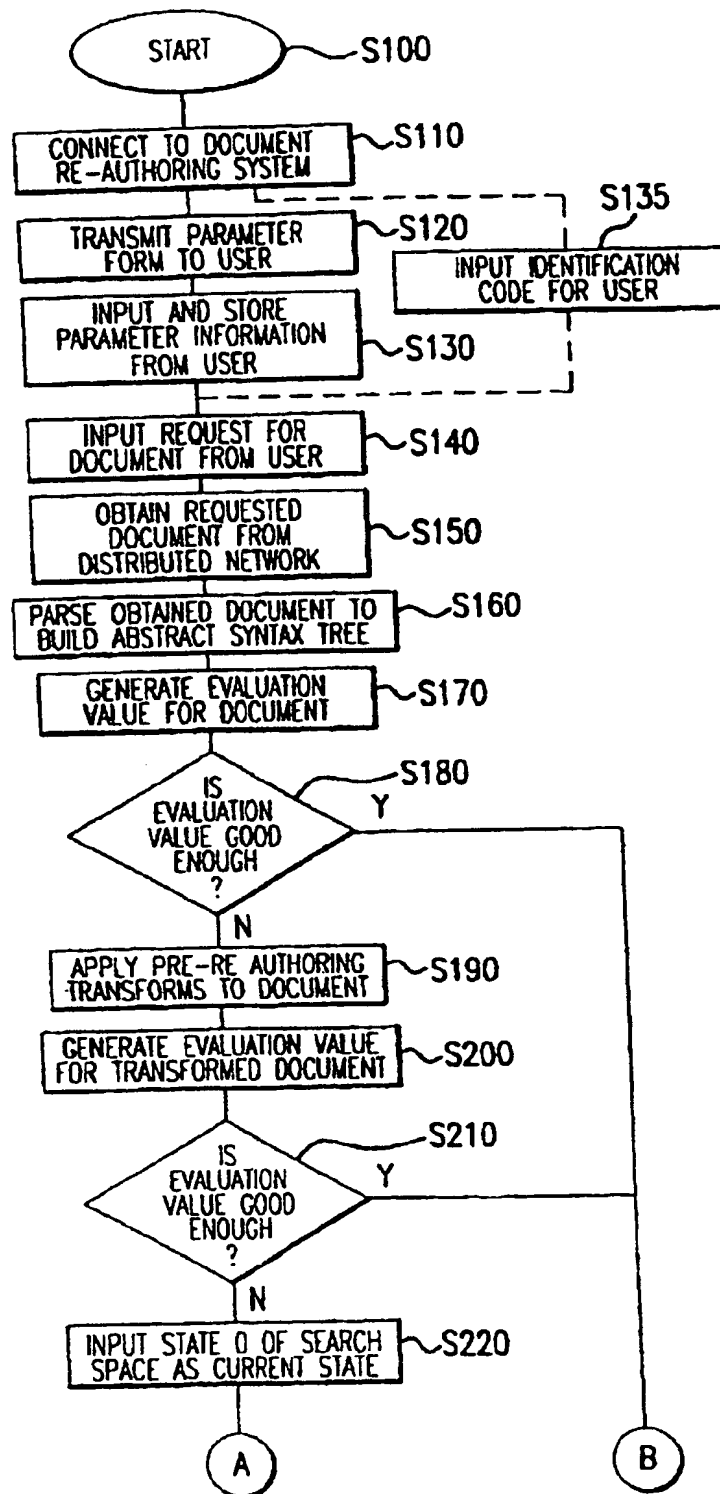 START
S100
CONNECT TO DOCUMENT
RE-AUTHORING SYSTEM
S110
S135
TRANSMIT PARAMETER
FORM TO USER
S120
INPUT IDENTIFICATION
CODE FOR USER
INPUT AND STORE
PARAMETER INFORMATION
FROM USER
S130
INPUT REQUEST FOR
DOCUMENT FROM USER
S140
OBTAIN REQUESTED
DOCUMENT FROM
DISTRIBUTED NETWORK
S150
PARSE OBTAINED DOCUMENT TO
BUILD ABSTRACT SYNTAX TREE
S160
GENERATE EVALUATION
VALUE FOR DOCUMENT
S170
IS
EVALUATION
VALUE GOOD
ENOUGH
?
S180
Y
N
APPLY PRE-RE AUTHORING
TRANSFORMS TO DOCUMENT
S190
GENERATE EVALUATION VALUE
FOR TRANSFORMED DOCUMENT
S200
IS
EVALUATION
VALUE GOOD
ENOUGH
?
S210
Y
N
INPUT STATE 0 OF SEARCH
SPACE AS CURRENT STATE
S220
A
B